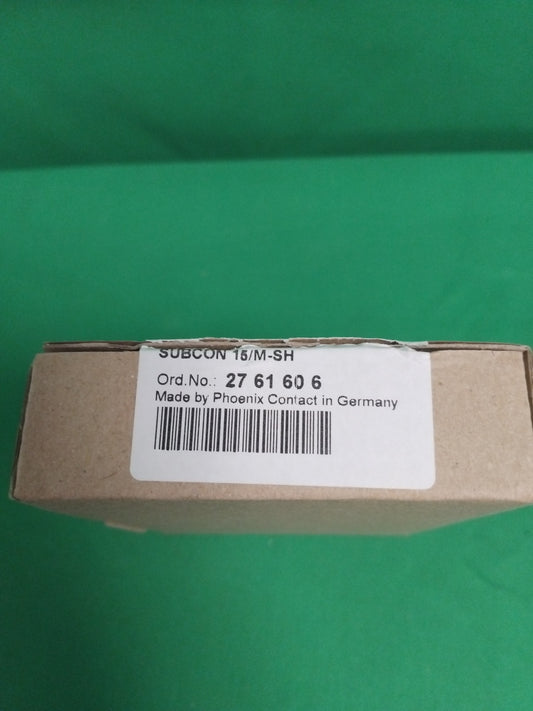 SUBCON 15/M-SH
Ord.No.: 27 61 60 6
Made by Phoenix Contact in Germany